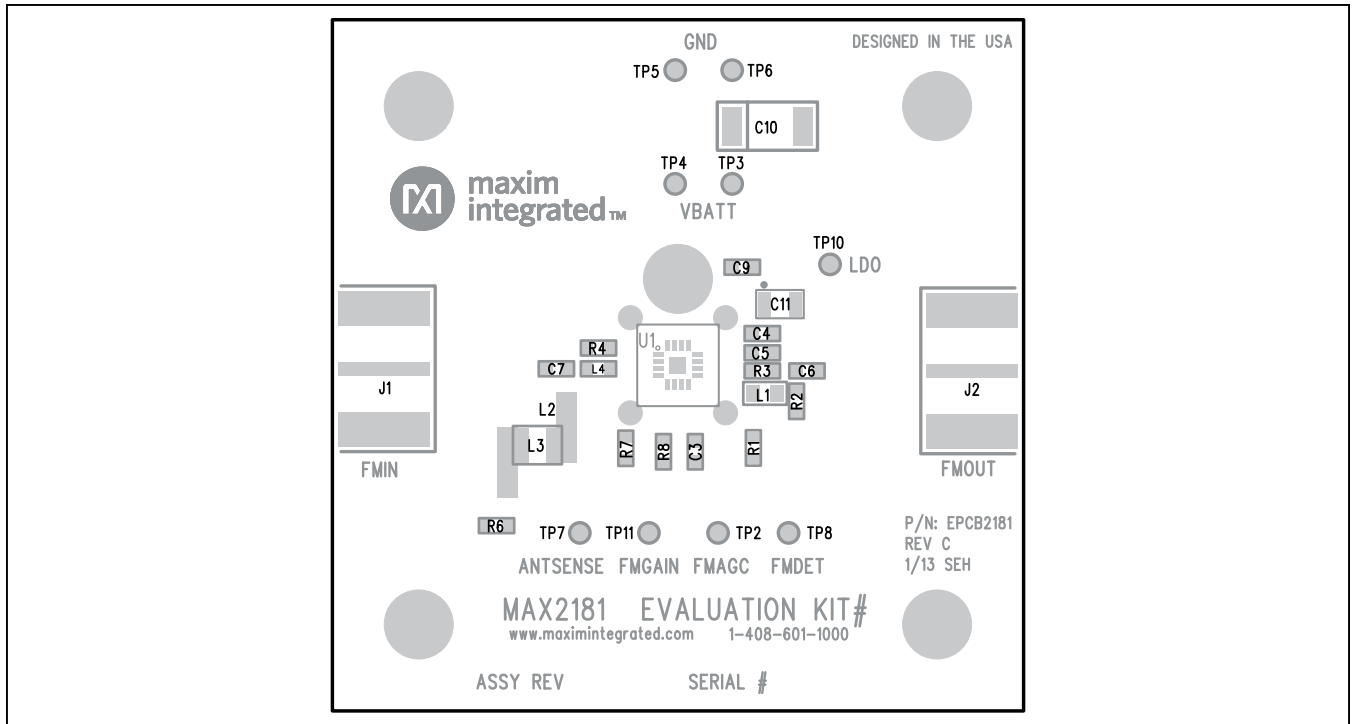 GND
DESIGNED IN THE USA
TP5
TP6
C10
TP4
TP3
maxim
integrated™
VBATT
TP10
LDO
C9
C11
U1
C4
R4
C5
C7
L4
R3
C6
J1
L1
R2
J2
L2
L3
R7
R8
C3
R1
FMIN
FMOUT
R6
TP7
TP11
TP2
TP8
P/N: EPCB2181
REV C
1/13 SEH
ANTSENSE
FMGAIN
FMAGC
FMDET
MAX2181 EVALUATION KIT#
www.maximintegrated.com 1-408-601-1000
ASSY REV
SERIAL #